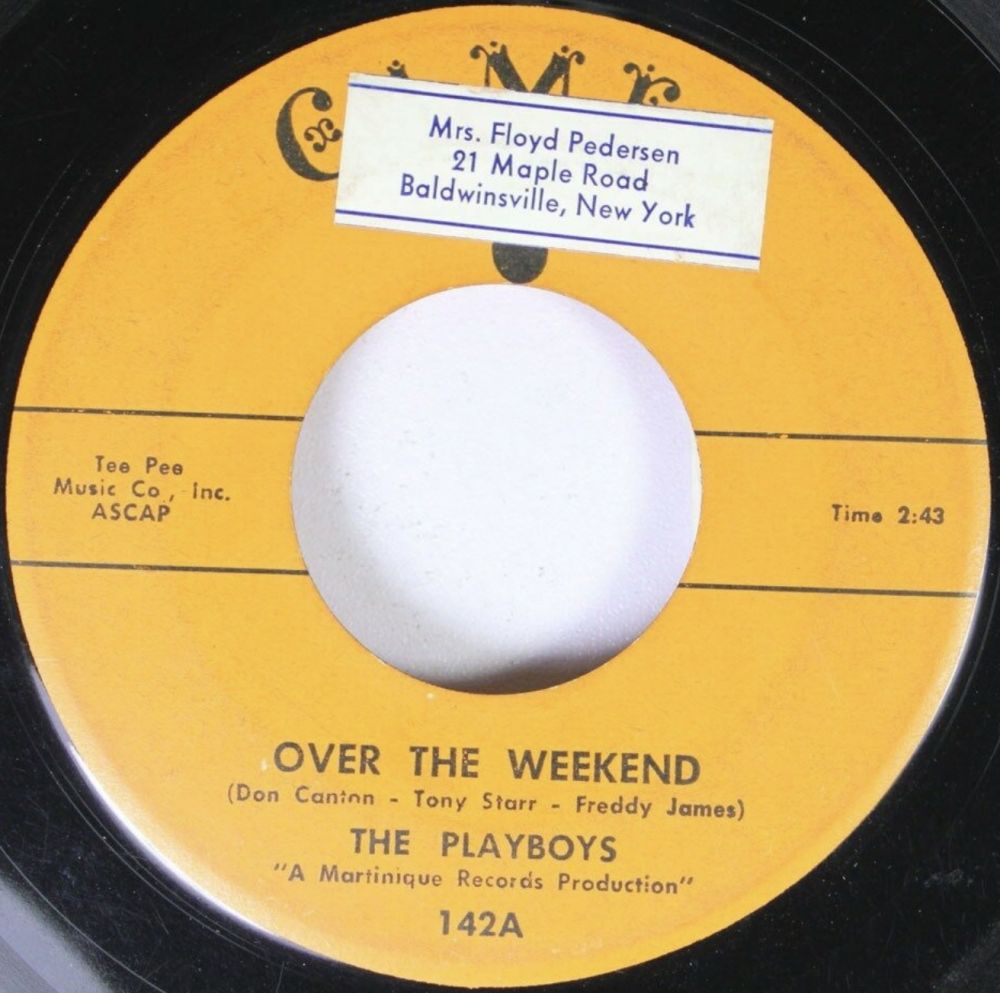 Mrs. Floyd Pedersen
21 Maple Road
Baldwinsville, New York
Tee Pee
Music Co., Inc.
ASCAP
Time 2:43
OVER THE WEEKEND
(Don Canton - Tony Starr - Freddy James)
THE PLAYBOYS
"A Martinique Records Production"
142A